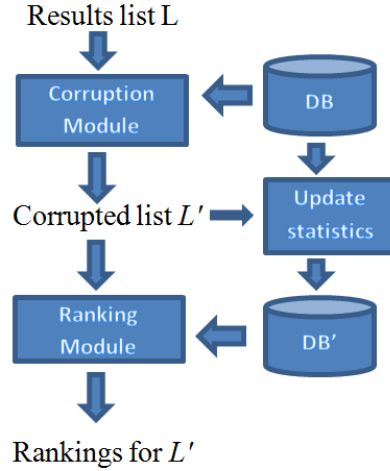 Results list L
Corruption
Module
DB
Corrupted list L'
Update
statistics
Ranking
Module
DB'
Rankings for L'